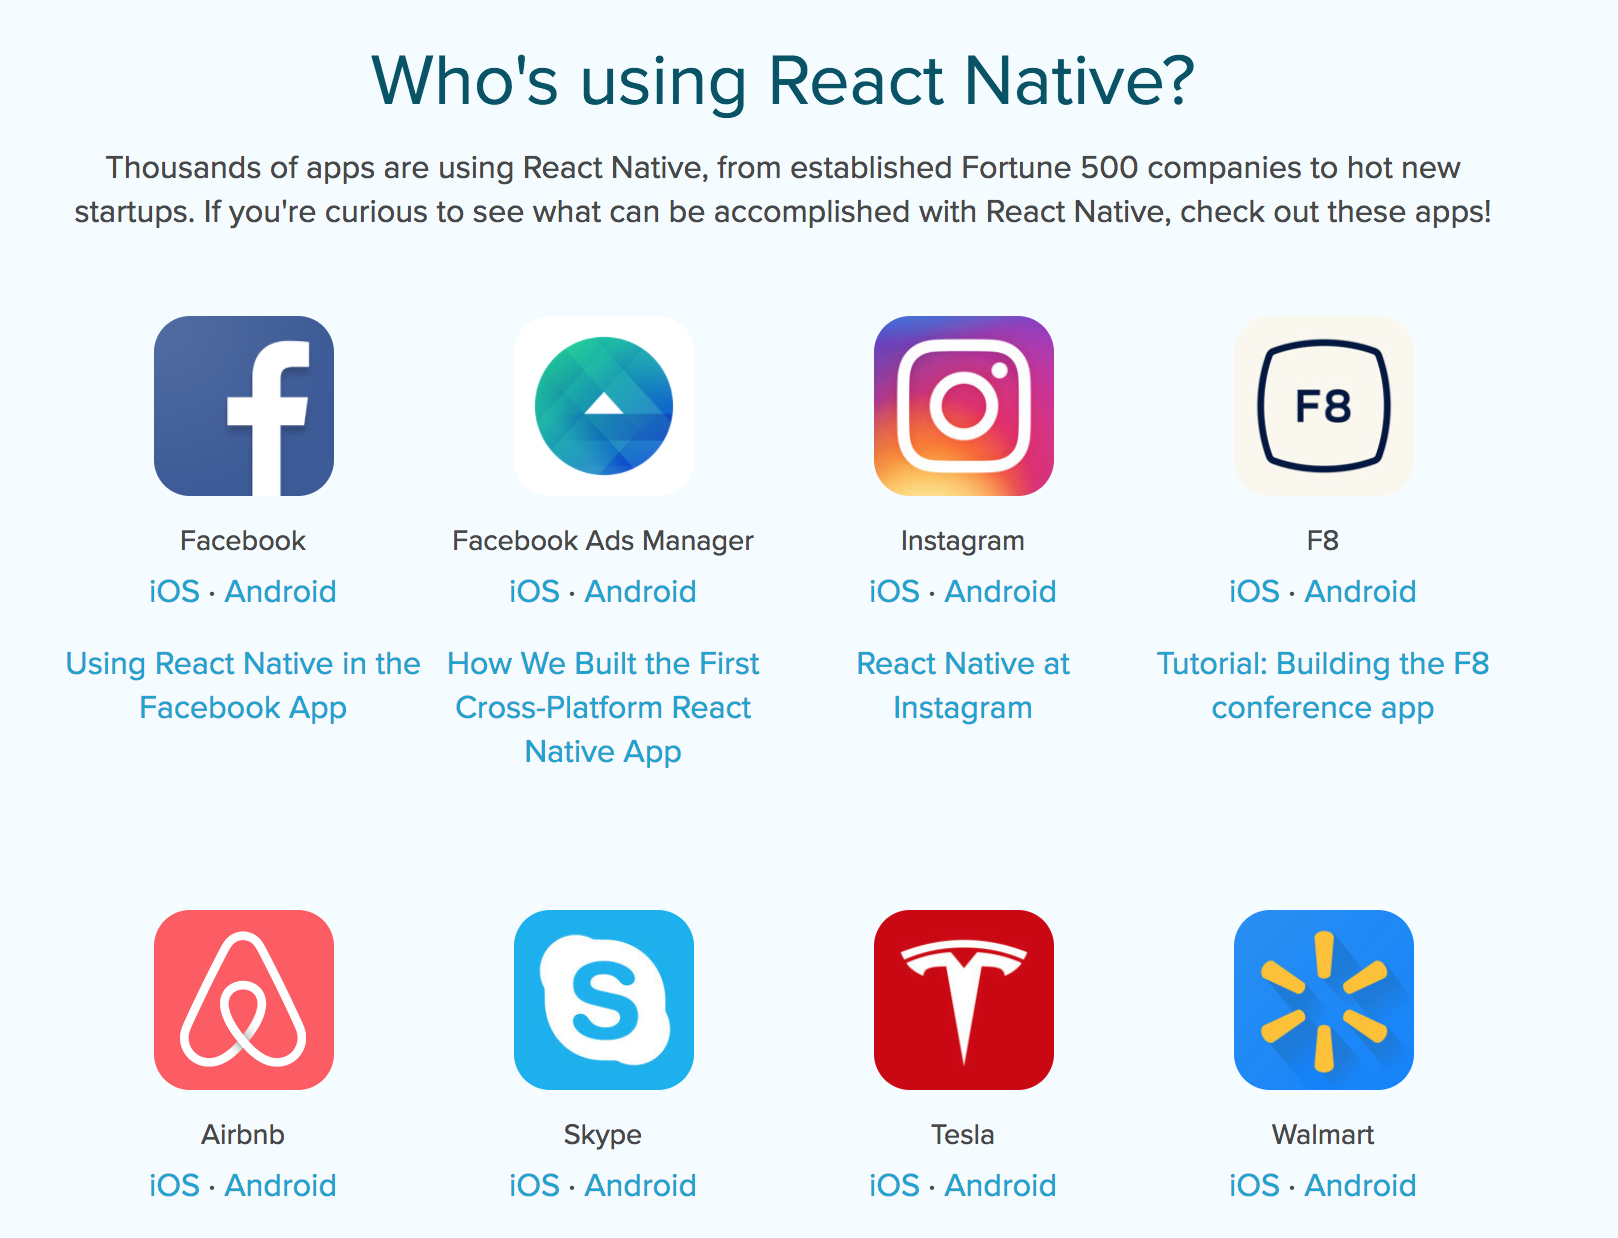 Who's using React Native?
Thousands of apps are using React Native, from established Fortune 500 companies to hot new
startups. If you're curious to see what can be accomplished with React Native, check out these apps!
F8
Facebook
iOS · Android
Using React Native in the
Facebook App
Facebook Ads Manager
iOS · Android
How We Built the First
Cross-Platform React
Native App
Instagram
iOS · Android
React Native at
Instagram
F8
iOS · Android
Tutorial: Building the F8
conference app
Airbnb
iOS · Android
S
Skype
iOS · Android
Tesla
iOS · Android
Walmart
iOS · Android